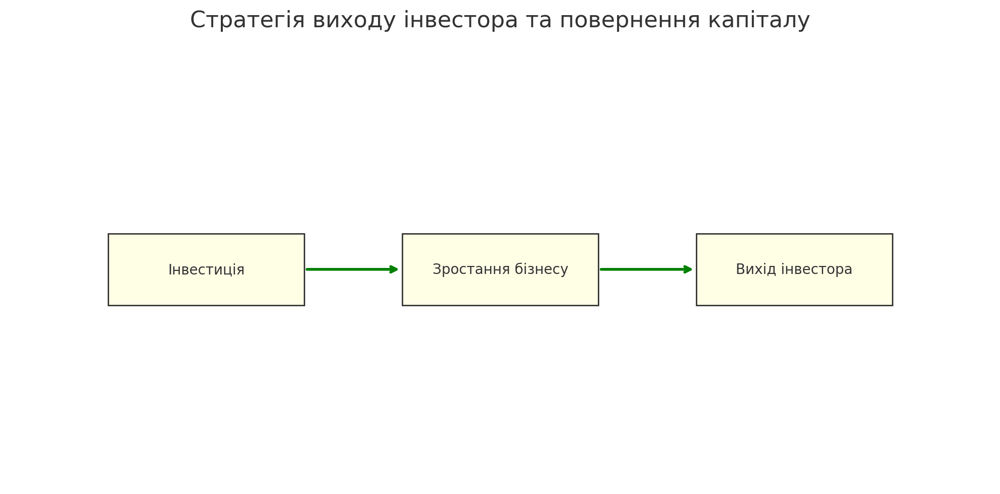 Стратегія виходу інвестора та повернення капіталу
Інвестиція
Зростання бізнесу
Вихід інвестора